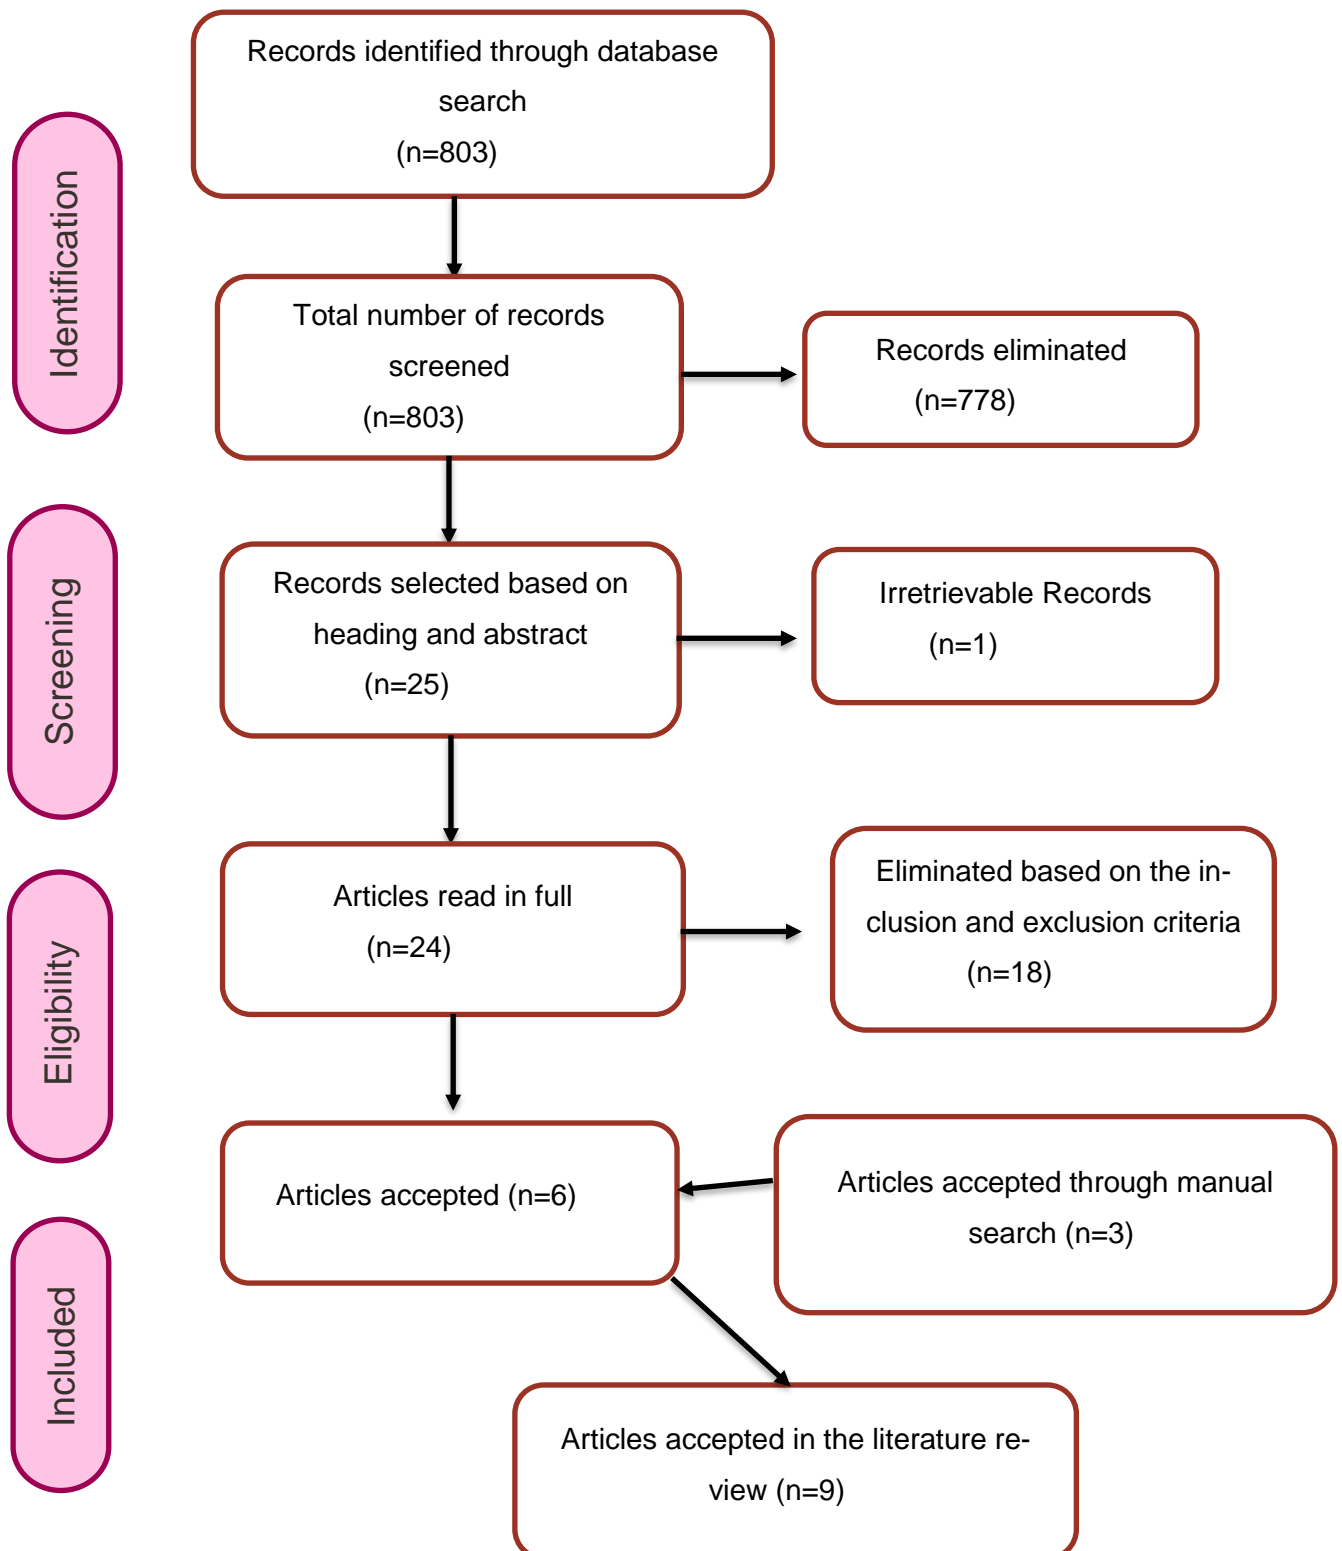 Records identified through database
search
(n=803)
Identification
Total number of records
screened
(n=803)
Records eliminated
(n=778)
Screening
Records selected based on
heading and abstract
(n=25)
Irretrievable Records
(n=1)
Eligibility
Articles read in full
(n=24)
Eliminated based on the in-
clusion and exclusion criteria
(n=18)
Articles accepted (n=6)
Articles accepted through manual
search (n=3)
Included
Articles accepted in the literature re-
view (n=9)